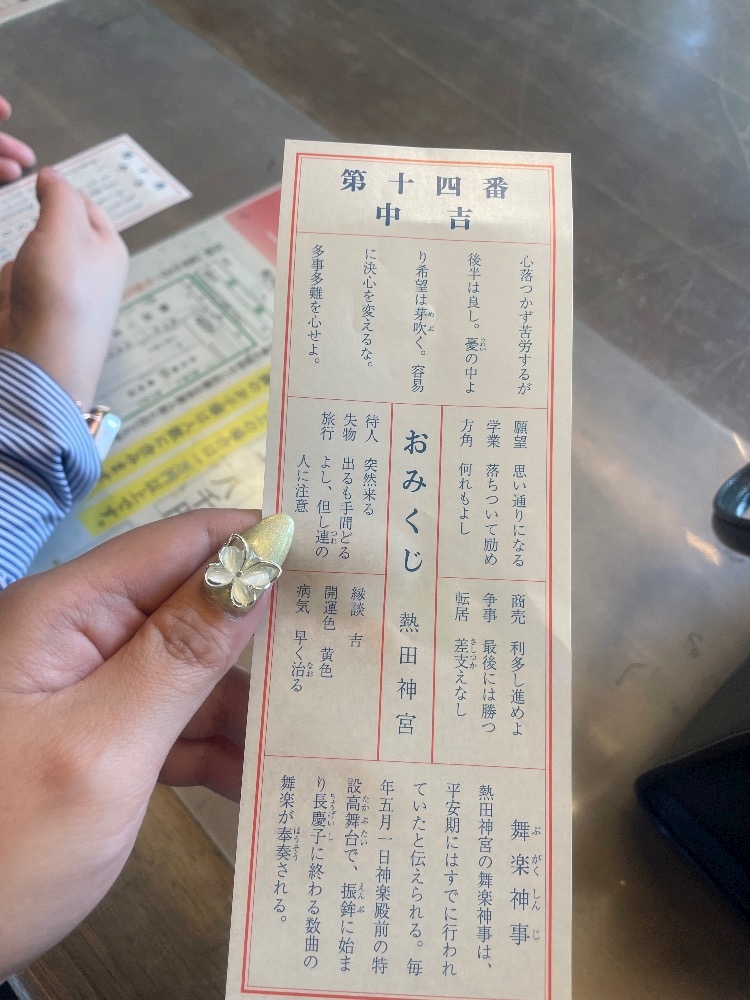 第十四番
中吉
心落つかず苦労するが
後半は良し。憂の中よ
り希望は芽吹く。容易
に決心を変えるな。
多事多難を心せよ。
願望 思い通りになる
学業 落ちついて励め
方角 何れもよし
商売 利多し進めよ
争事 最後には勝つ
転居 差支えなし
おみくじ 熱田神宮
待人 突然来る
失物 出るも手間どる
旅行 よし、但し連の
人に注意
縁談 吉
開運色 黄色
病気 早く治る
舞楽神事
熱田神宮の舞楽神事は、
平安期にはすでに行われ
ていたと伝えられる。毎
年五月一日神楽殿前の特
設高舞台で、振鉾に始ま
り長慶子に終わる数曲の
舞楽が奉奏される。